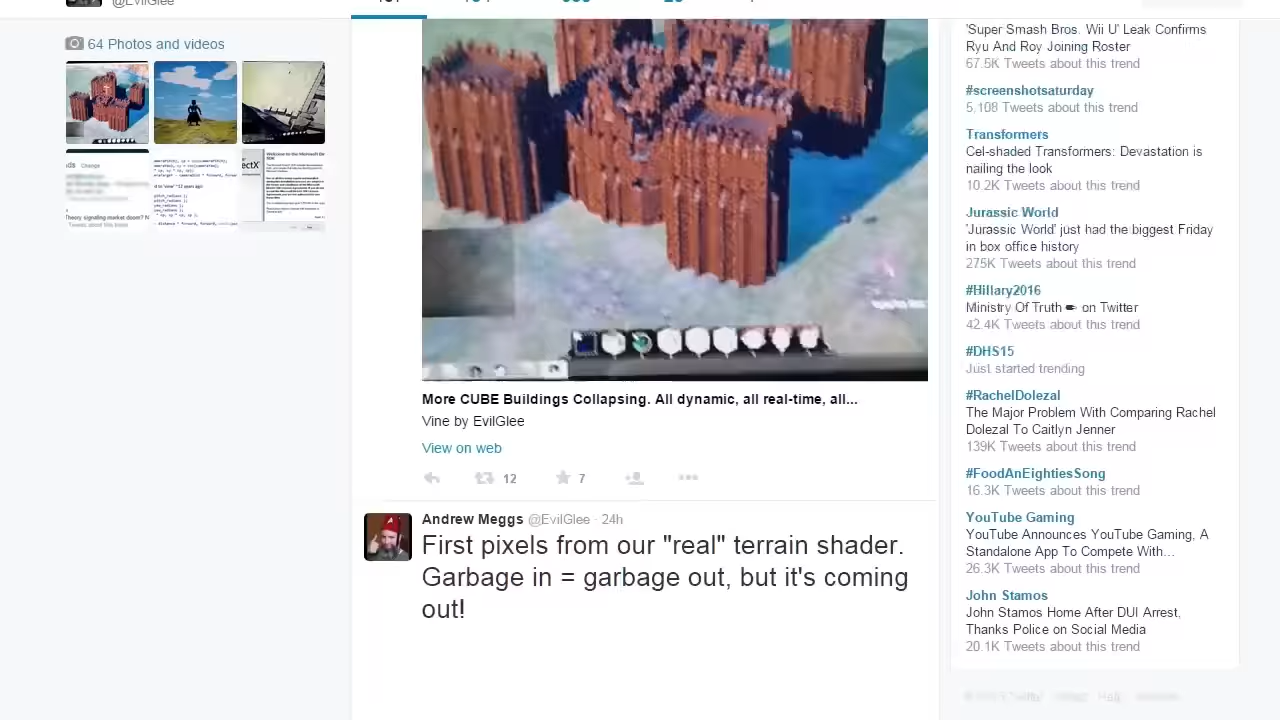 @EvilGlee
64 Photos and videos
More CUBE Buildings Collapsing. All dynamic, all real-time, all...
Vine by EvilGlee
View on web
12
7
Andrew Meggs @EvilGlee · 24h
First pixels from our "real" terrain shader.
Garbage in = garbage out, but it's coming
out!
'Super Smash Bros. Wii U' Leak Confirms
Ryu And Roy Joining Roster
67.5K Tweets about this trend
#screenshotsaturday
5,108 Tweets about this trend
Transformers
Combined Transformers: Devastator is
nailing the look
10.2K Tweets about this trend
Jurassic World
'Jurassic World' just had the biggest Friday
in box office history
275K Tweets about this trend
#Hillary2016
Ministry Of Truth ✒ on Twitter
42.4K Tweets about this trend
#DHS15
Just started trending
#RachelDolezal
The Major Problem With Comparing Rachel
Dolezal To Caitlyn Jenner
139K Tweets about this trend
#FoodAnEightiesSong
16.3K Tweets about this trend
YouTube Gaming
YouTube Announces YouTube Gaming, A
Standalone App To Compete With...
26.3K Tweets about this trend
John Stamos
John Stamos Home After DUI Arrest,
Thanks Police on Social Media
20.1K Tweets about this trend